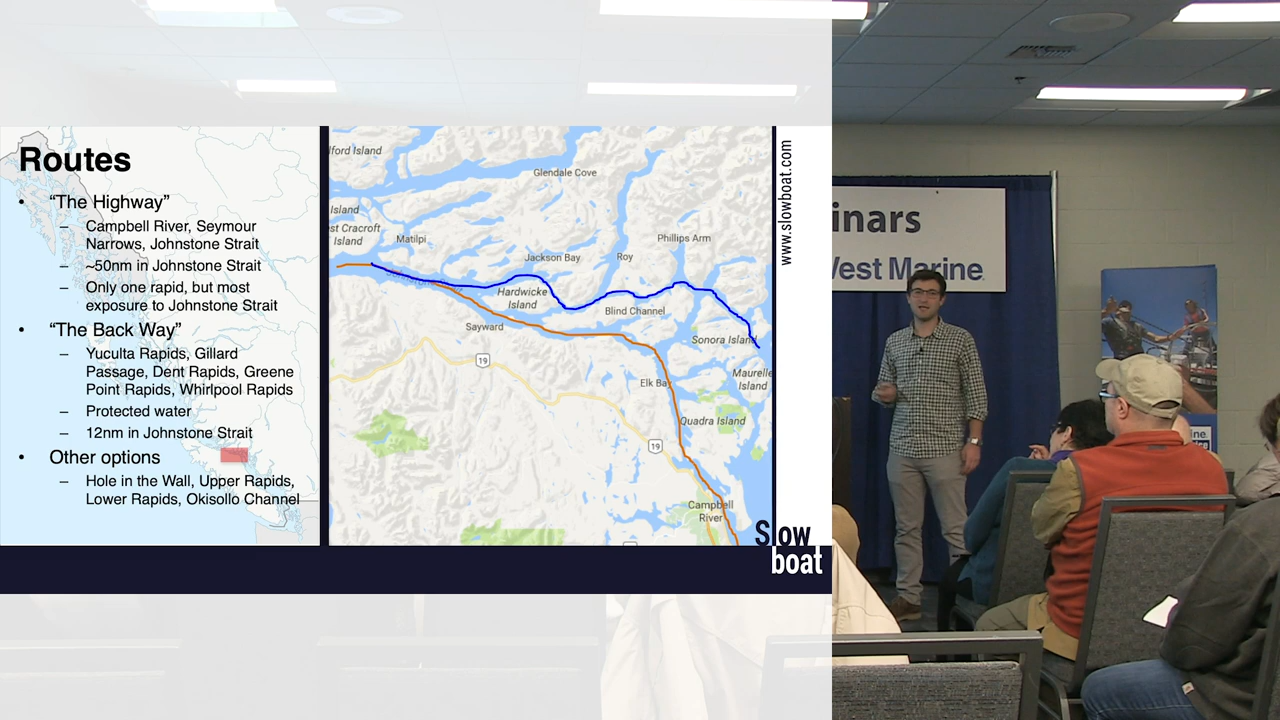 Routes
• “The Highway”
– Campbell River, Seymour
Narrows, Johnstone Strait
– ~50nm in Johnstone Strait
– Only one rapid, but most
exposure to Johnstone Strait
• “The Back Way”
– Yuculta Rapids, Gillard
Passage, Dent Rapids, Greene
Point Rapids, Whirlpool Rapids
– Protected water
– 12nm in Johnstone Strait
• Other options
– Hole in the Wall, Upper Rapids,
Lower Rapids, Okisollo Channel
lford Island
Glendale Cove
Island
st Cracroft
Island
Matilpi
Phillips Arm
Jackson Bay
Roy
Hardwicke
Island
Blind Channel
Sayward
Sonora Island
19
Maurelle
Island
Elk Bay
Quadra Island
19
Campbell
River
www.slowboat.com
Slow
boat
inars
West Marine